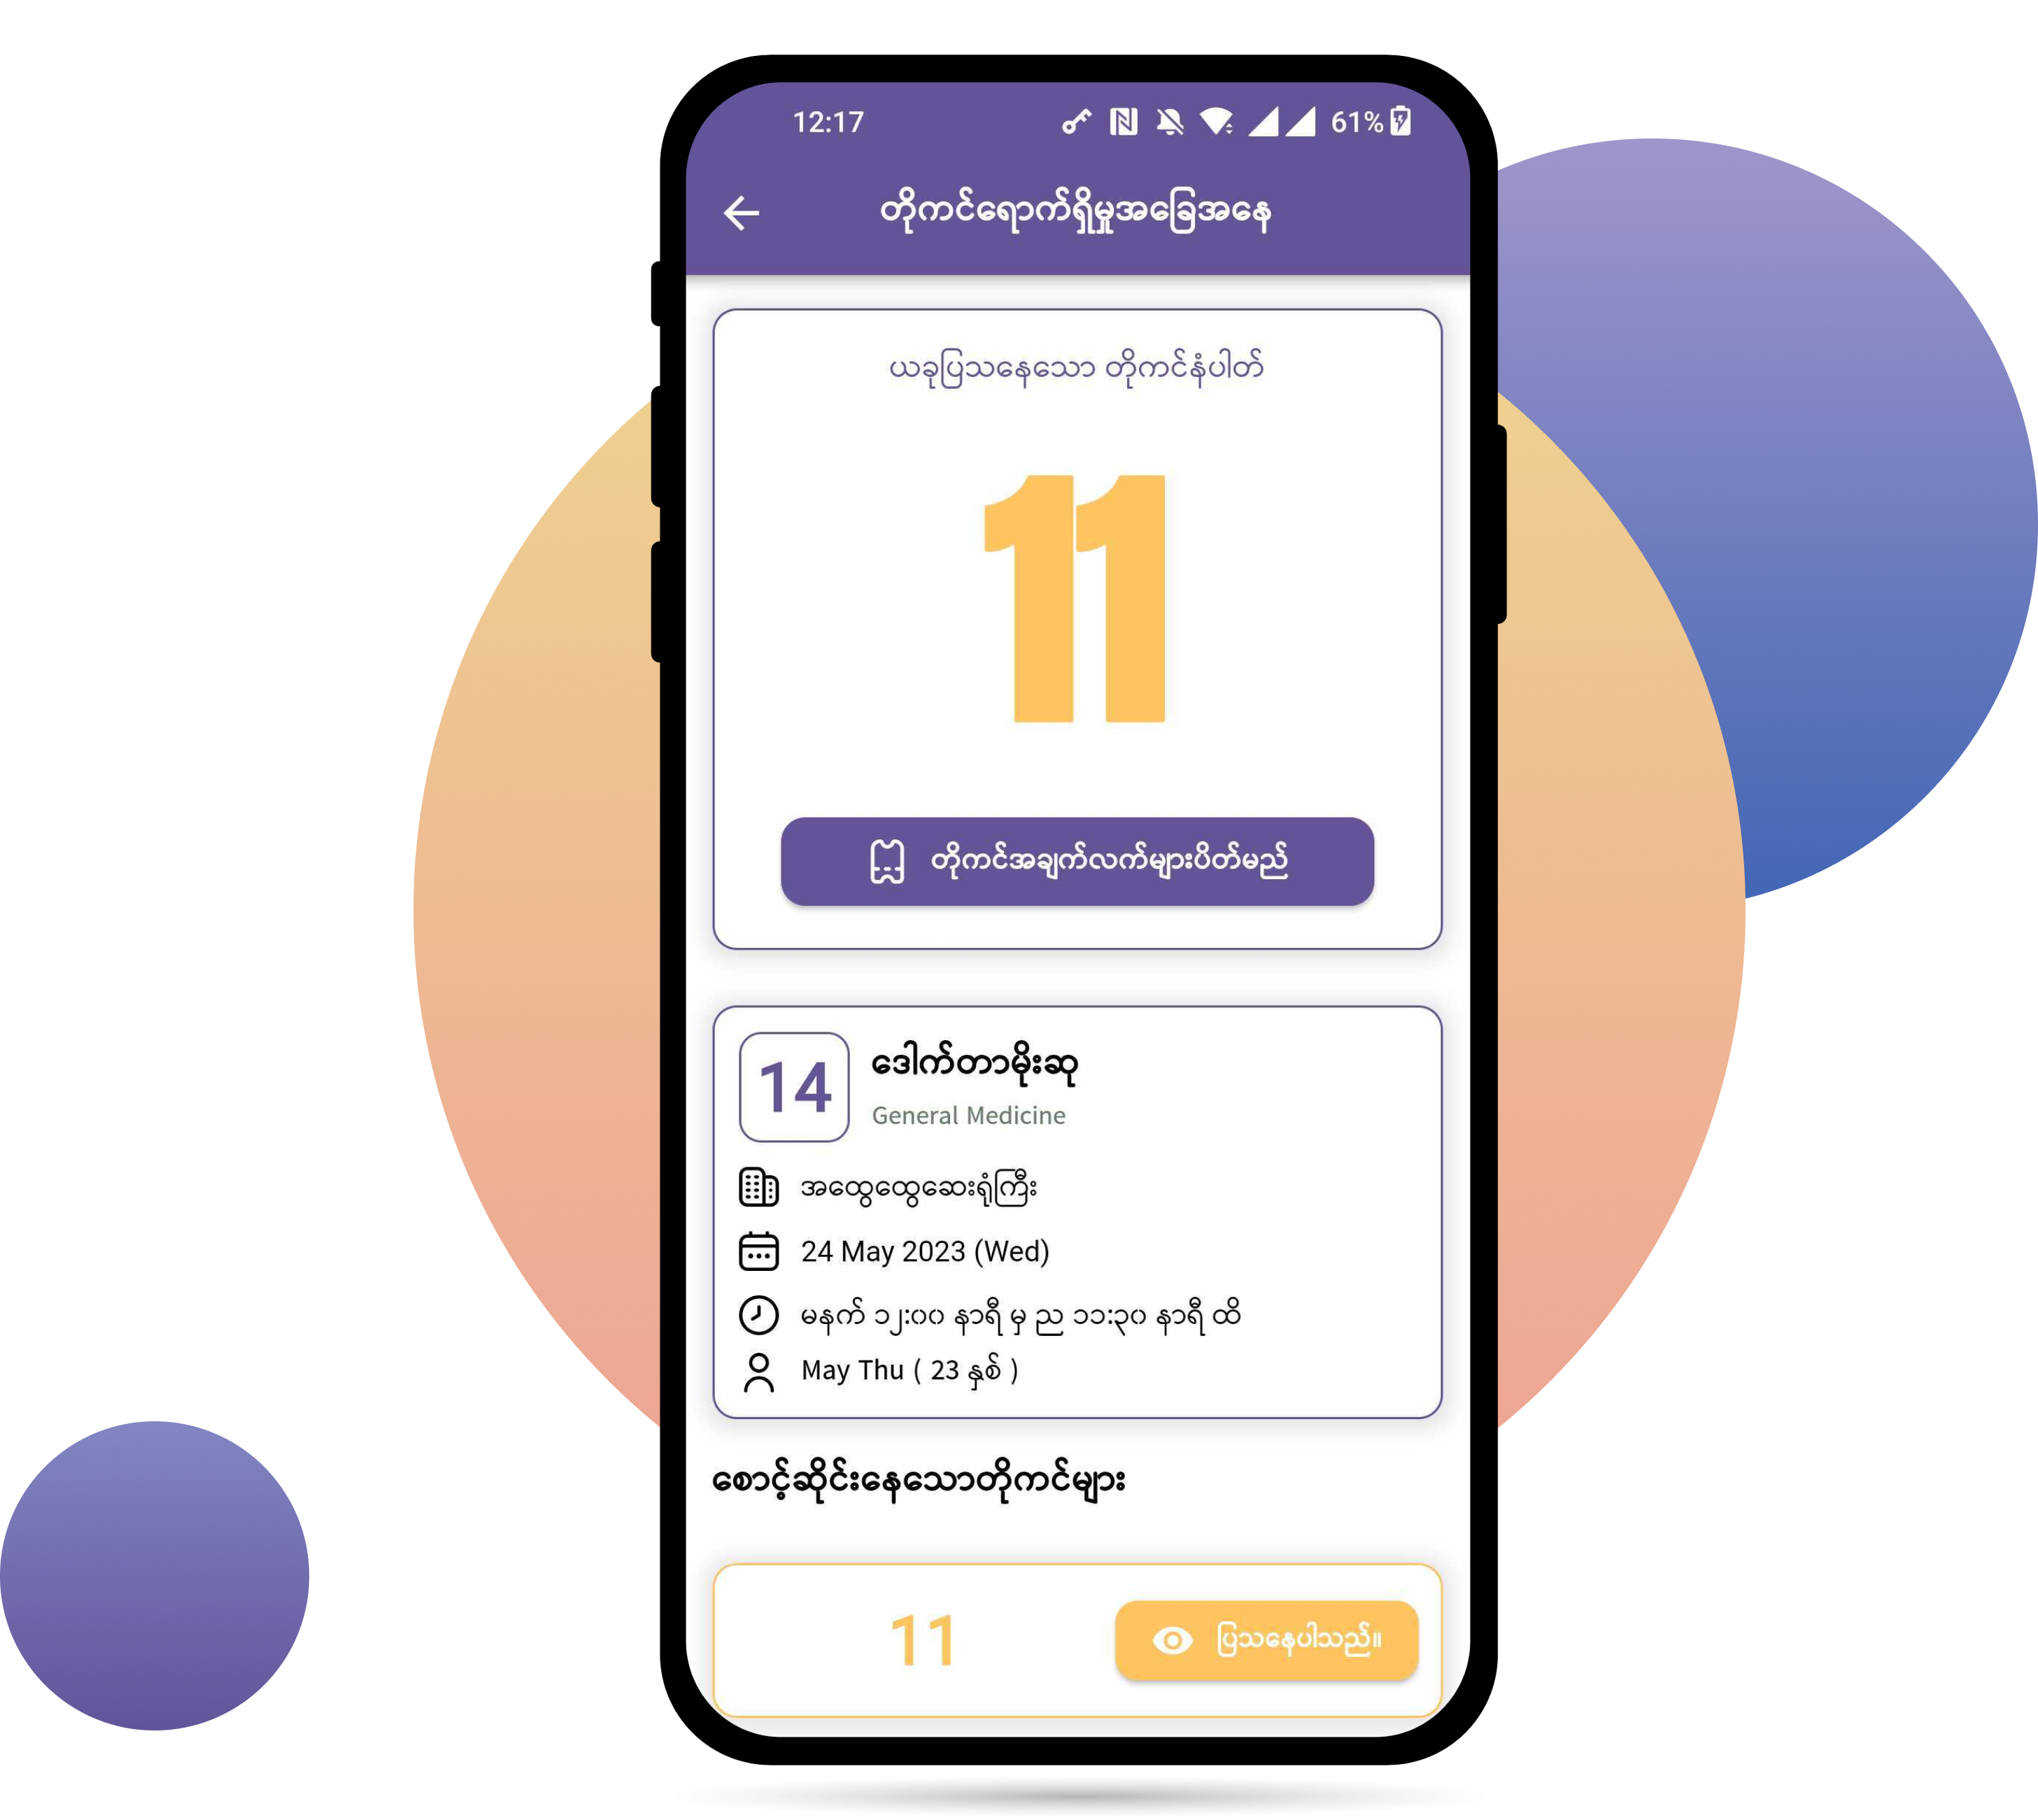 12:17 61%
တိုကင်ရောက်ရှိမှုအခြေအနေ
ယခုပြသနေသော တိုကင်နံပါတ်
11
တိုကင်အချက်လက်များပိတ်မည်
14
ဒေါက်တာမိုးဆု
General Medicine
အထွေထွေဆေးရုံကြီး
24 May 2023 (Wed)
မနက် ၁၂:၀၀ နာရီ မှ ည ၁၁:၃၀ နာရီ ထိ
May Thu ( 23 နှစ် )
စောင့်ဆိုင်းနေသောတိုကင်များ
11 ပြသနေပါသည်။